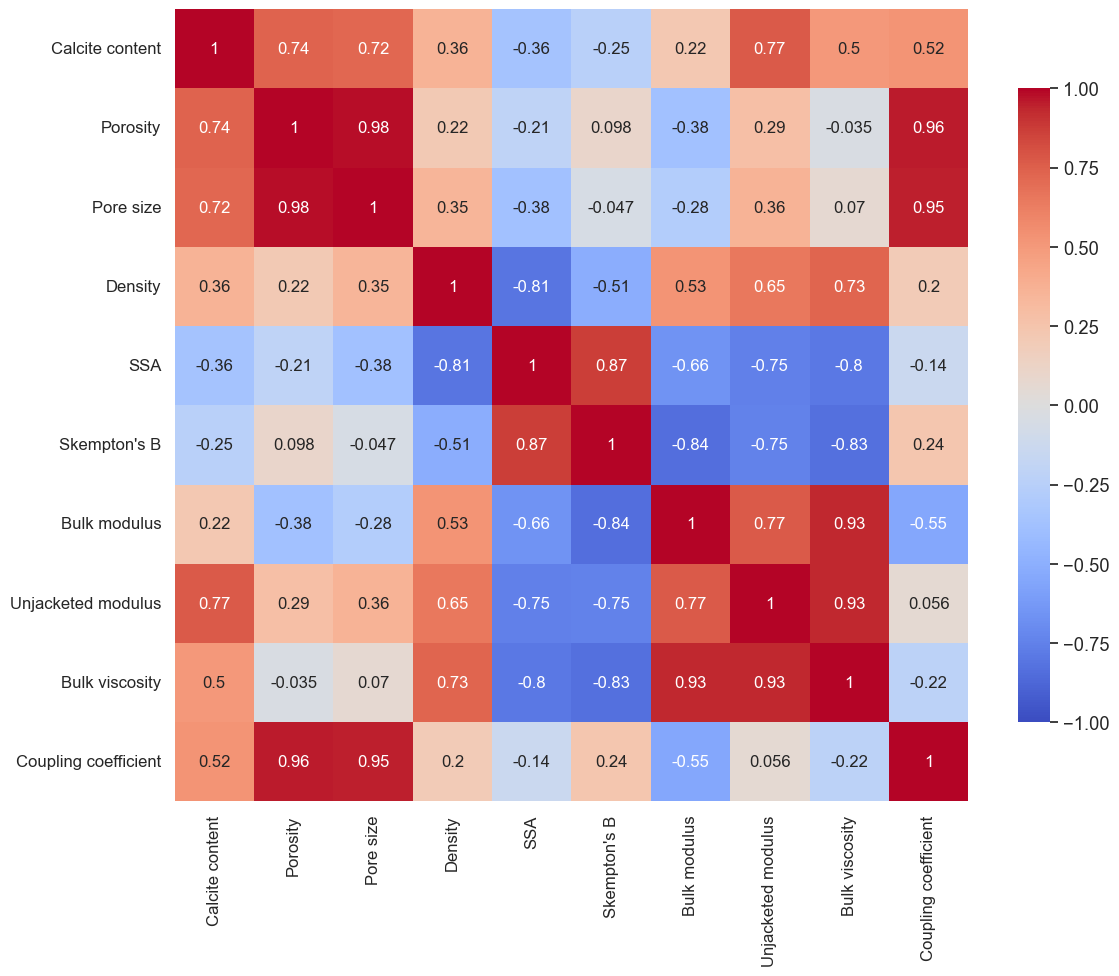 Calcite content 1 0.74 0.72 0.36 -0.36 -0.25 0.22 0.77 0.5 0.52
Porosity 0.74 1 0.98 0.22 -0.21 0.098 -0.38 0.29 -0.035 0.96
Pore size 0.72 0.98 1 0.35 -0.38 -0.047 -0.28 0.36 0.07 0.95
Density 0.36 0.22 0.35 1 -0.81 -0.51 0.53 0.65 0.73 0.2
SSA -0.36 -0.21 -0.38 -0.81 1 0.87 -0.66 -0.75 -0.8 -0.14
Skempton's B -0.25 0.098 -0.047 -0.51 0.87 1 -0.84 -0.75 -0.83 0.24
Bulk modulus 0.22 -0.38 -0.28 0.53 -0.66 -0.84 1 0.77 0.93 -0.55
Unjacketed modulus 0.77 0.29 0.36 0.65 -0.75 -0.75 0.77 1 0.93 0.056
Bulk viscosity 0.5 -0.035 0.07 0.73 -0.8 -0.83 0.93 0.93 1 -0.22
Coupling coefficient 0.52 0.96 0.95 0.2 -0.14 0.24 -0.55 0.056 -0.22 1
Calcite content
Porosity
Pore size
Density
SSA
Skempton's B
Bulk modulus
Unjacketed modulus
Bulk viscosity
Coupling coefficient
1.00
0.75
0.50
0.25
0.00
−0.25
−0.50
−0.75
−1.00